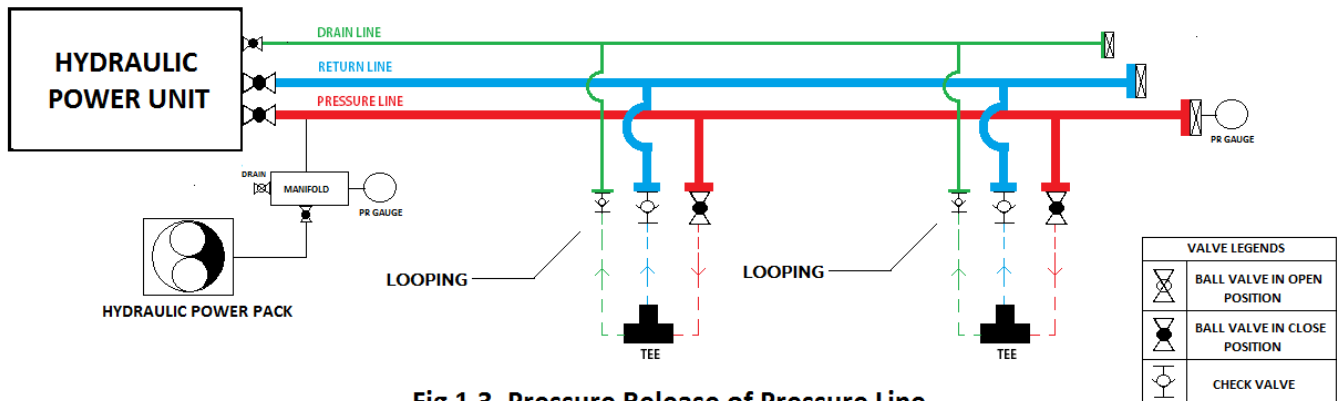 HYDRAULIC
POWER UNIT
DRAIN LINE
RETURN LINE
PRESSURE LINE
PR GAUGE
DRAIN
MANIFOLD
PR GAUGE
HYDRAULIC POWER PACK
LOOPING
LOOPING
TEE
TEE
VALVE LEGENDS
BALL VALVE IN OPEN
POSITION
BALL VALVE IN CLOSE
POSITION
CHECK VALVE
Fig 1.3 Pressure Release of Pressure Line